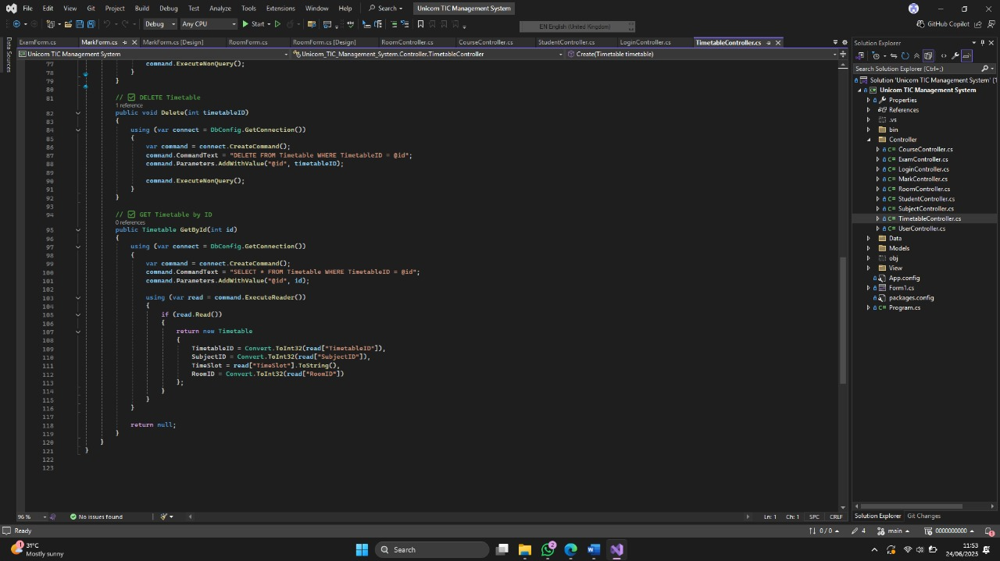 File Edit View Git Project Build Debug Test Analyze Tools Extensions Window Help Search Unicom TIC Management System
Debug Any CPU Start EN English (United Kingdom) GitHub Copilot
Data Sources
ExamForm.cs MarkForm.cs MarkForm.cs [Design] RoomForm.cs RoomForm.cs [Design] RoomController.cs CourseController.cs StudentController.cs LoginController.cs TimetableController.cs
Unicom TIC Management System Unicom_TIC_Management_System.Controller.TimetableController Create(Timetable timetable)
77 command.ExecuteNonQuery();
78 }
79 }
80
81 // ✅ DELETE Timetable
1 reference
82 public void Delete(int timetableID)
83 {
84 using (var connect = DbConfig.GetConnection())
85 {
86 var command = connect.CreateCommand();
87 command.CommandText = "DELETE FROM Timetable WHERE TimetableID = @id";
88 command.Parameters.AddWithValue("@id", timetableID);
89
90 command.ExecuteNonQuery();
91 }
92 }
93
94 // ✅ GET Timetable by ID
0 references
95 public Timetable GetById(int id)
96 {
97 using (var connect = DbConfig.GetConnection())
98 {
99 var command = connect.CreateCommand();
100 command.CommandText = "SELECT * FROM Timetable WHERE TimetableID = @id";
101 command.Parameters.AddWithValue("@id", id);
102
103 using (var read = command.ExecuteReader())
104 {
105 if (read.Read())
106 {
107 return new Timetable
108 {
109 TimetableID = Convert.ToInt32(read["TimetableID"]),
110 SubjectID = Convert.ToInt32(read["SubjectID"]),
111 TimeSlot = read["TimeSlot"].ToString(),
112 RoomID = Convert.ToInt32(read["RoomID"])
113 };
114 }
115 }
116 }
117
118 return null;
119 }
120 }
121 }
122
123
96 % No issues found Ln: 1 Ch: 1 SPC CRLF
Solution Explorer
Search Solution Explorer (Ctrl+;)
Solution 'Unicom TIC Management System'
Unicom TIC Management System
Properties
References
.vs
bin
Controller
CourseController.cs
ExamController.cs
LoginController.cs
MarkController.cs
RoomController.cs
StudentController.cs
SubjectController.cs
TimetableController.cs
UserController.cs
Data
Models
obj
View
App.config
Form1.cs
packages.config
Program.cs
Solution Explorer Git Changes
Ready 0 / 0 4 main 0000000000 1
1 31°C
Mostly sunny
Search
2
11:53
24/06/2025